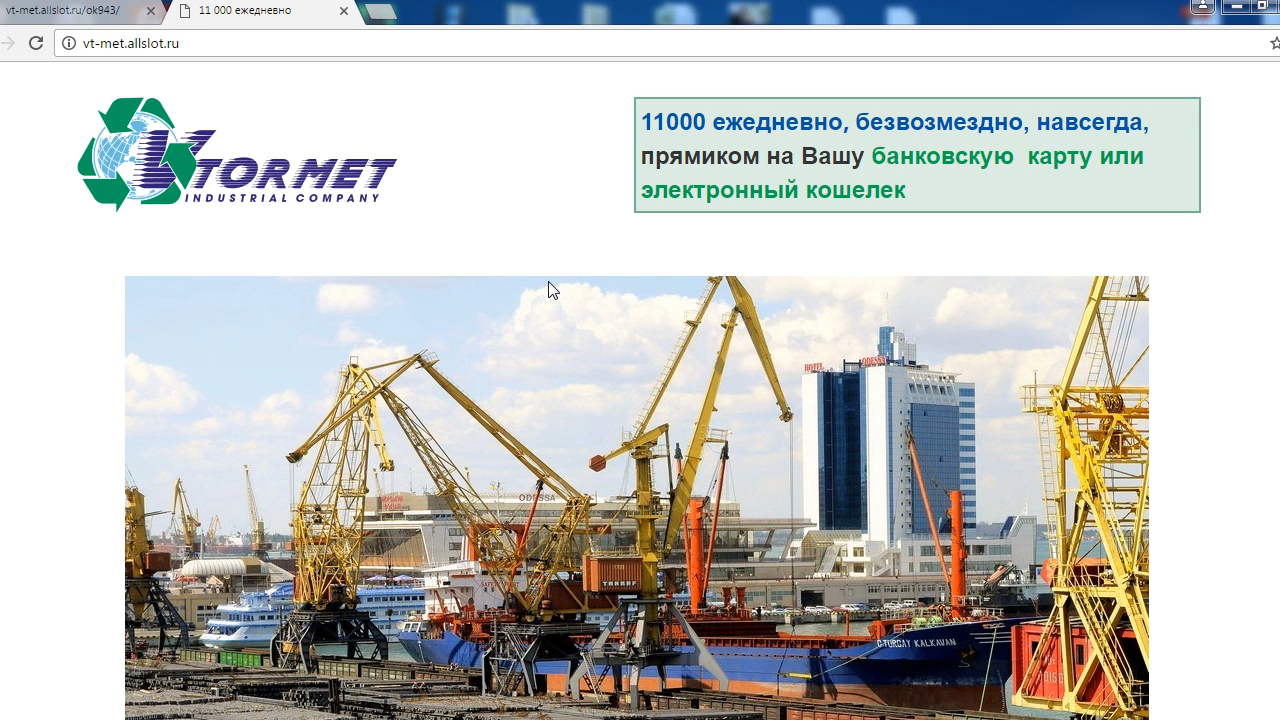 vt-met.allslot.ru/ok943/
11 000 ежедневно
vt-met.allslot.ru
VTORMET
INDUSTRIAL COMPANY
11000 ежедневно, безвозмездно, навсегда,
прямиком на Вашу банковскую карту или
электронный кошелек
HOTEL ODESSA
ODESSA
C.TURGAY KALKAVAN